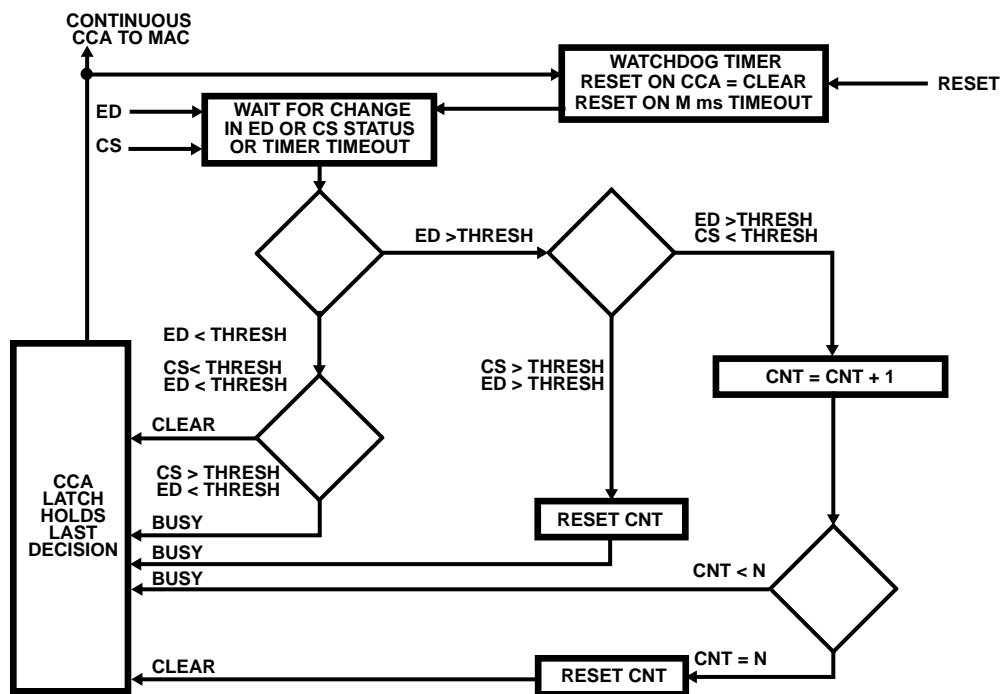 CONTINUOUS
CCA TO MAC
WATCHDOG TIMER
RESET ON CCA = CLEAR
RESET ON M ms TIMEOUT
RESET
ED
CS
WAIT FOR CHANGE
IN ED OR CS STATUS
OR TIMER TIMEOUT
ED >THRESH
ED >THRESH
CS < THRESH
ED < THRESH
CS< THRESH
ED < THRESH
CS > THRESH
ED > THRESH
CNT = CNT + 1
CLEAR
CS > THRESH
ED < THRESH
CCA
LATCH
HOLDS
LAST
DECISION
BUSY
RESET CNT
BUSY
BUSY
CNT < N
CLEAR
RESET CNT
CNT = N